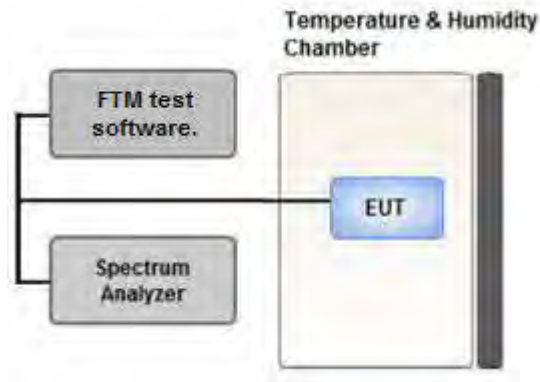 Temperature & Humidity
Chamber
FTM test
software.
EUT
Spectrum
Analyzer